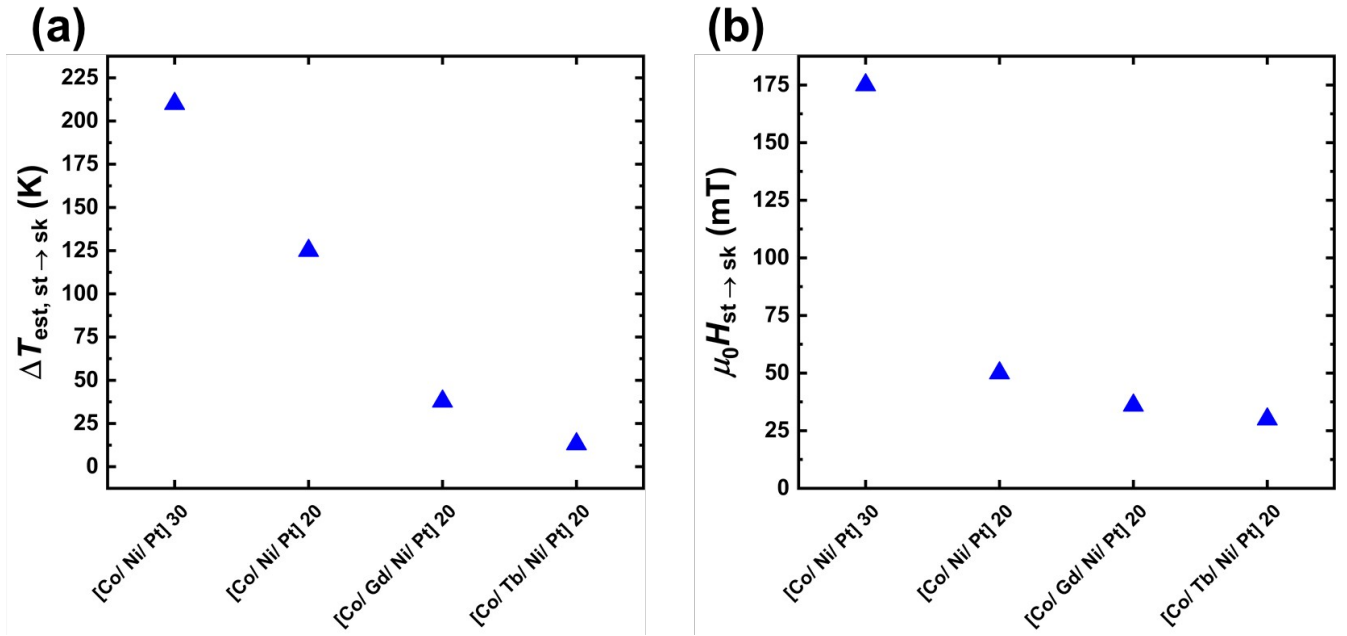 (a)
225
200
175
150
125
100
75
50
25
0
ΔT_est, st → sk (K)
[Co/ Ni/ Pt] 30
[Co/ Ni/ Pt] 20
[Co/ Gd/ Ni/ Pt] 20
[Co/ Tb/ Ni/ Pt] 20
(b)
175
150
125
100
75
50
25
0
μ₀H_st → sk (mT)
[Co/ Ni/ Pt] 30
[Co/ Ni/ Pt] 20
[Co/ Gd/ Ni/ Pt] 20
[Co/ Tb/ Ni/ Pt] 20